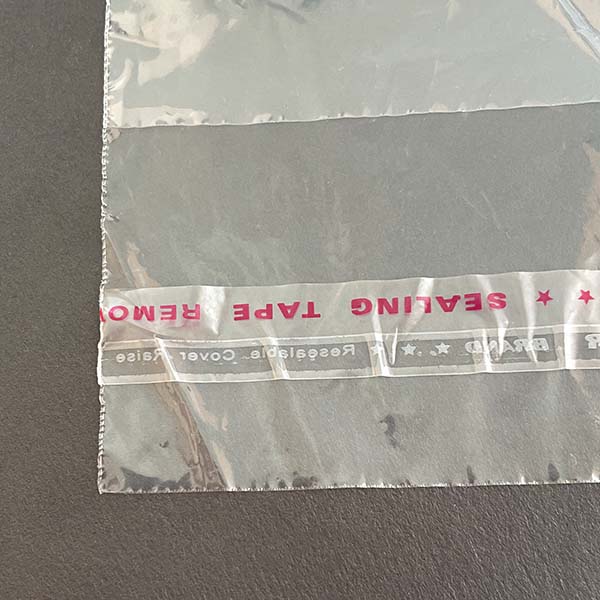 ★ ★ SEALING TAPE REMO
R BRAND ★.★.★ Resealable Cover Raise